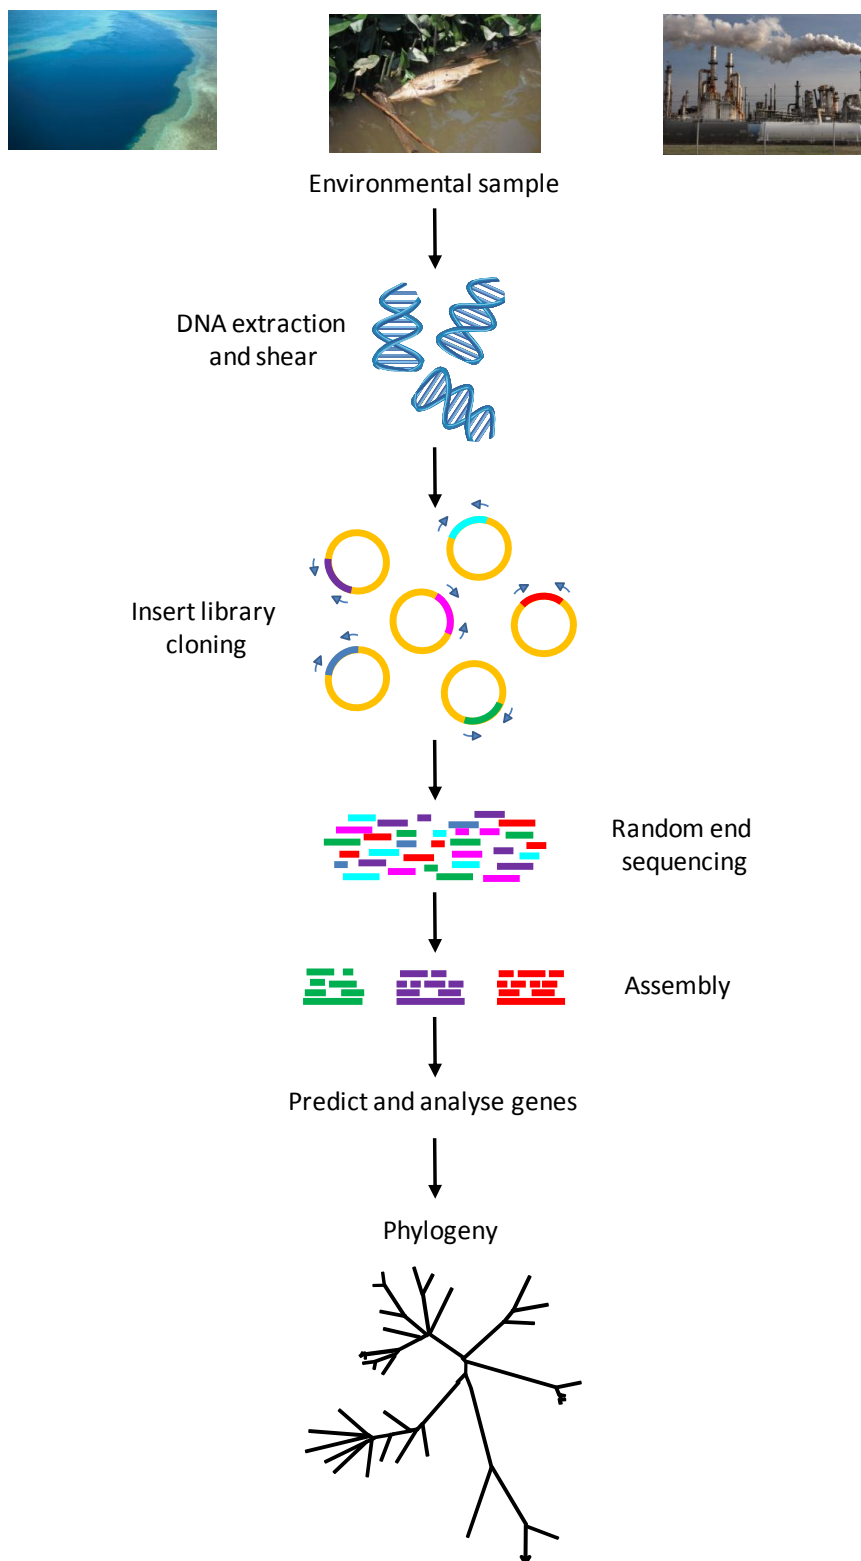 Environmental sample
DNA extraction
and shear
Insert library
cloning
Random end
sequencing
Assembly
Predict and analyse genes
Phylogeny